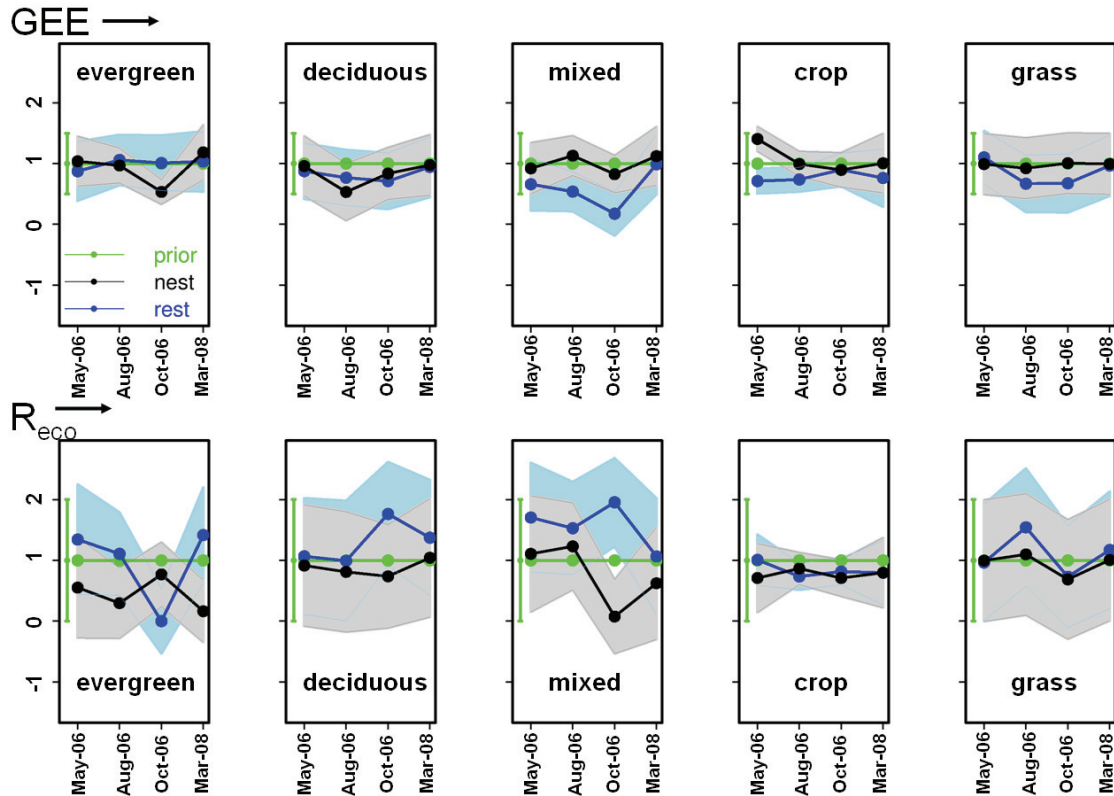 GEE
evergreen deciduous mixed crop grass
2
1
0
-1
prior
nest
rest
May-06 Aug-06 Oct-06 Mar-08 May-06 Aug-06 Oct-06 Mar-08 May-06 Aug-06 Oct-06 Mar-08 May-06 Aug-06 Oct-06 Mar-08 May-06 Aug-06 Oct-06 Mar-08
Reco
2
1
0
-1
evergreen deciduous mixed crop grass
May-06 Aug-06 Oct-06 Mar-08 May-06 Aug-06 Oct-06 Mar-08 May-06 Aug-06 Oct-06 Mar-08 May-06 Aug-06 Oct-06 Mar-08 May-06 Aug-06 Oct-06 Mar-08